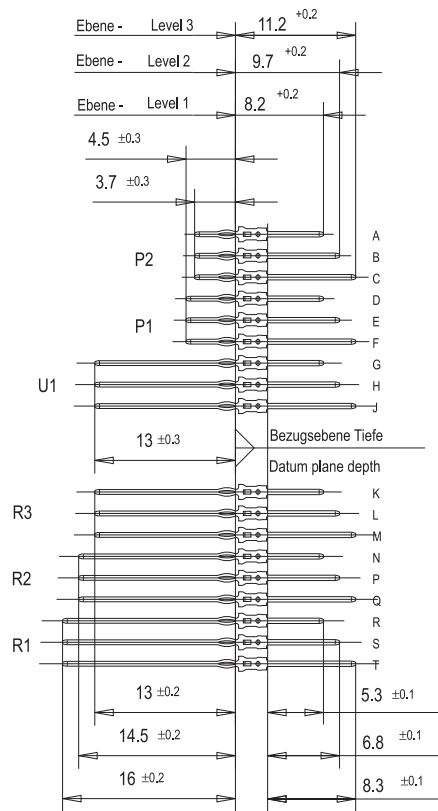 Ebene - Level 3 11.2 +0.2
Ebene - Level 2 9.7 +0.2
Ebene - Level 1 8.2 +0.2
4.5 ±0.3
3.7 ±0.3
A
P2 B
C
D
P1 E
F
G
U1 H
J
13 ±0.3 Bezugsebene Tiefe
Datum plane depth
K
R3 L
M
N
R2 P
Q
R
R1 S
T
13 ±0.2 5.3 ±0.1
14.5 ±0.2 6.8 ±0.1
16 ±0.2 8.3 ±0.1